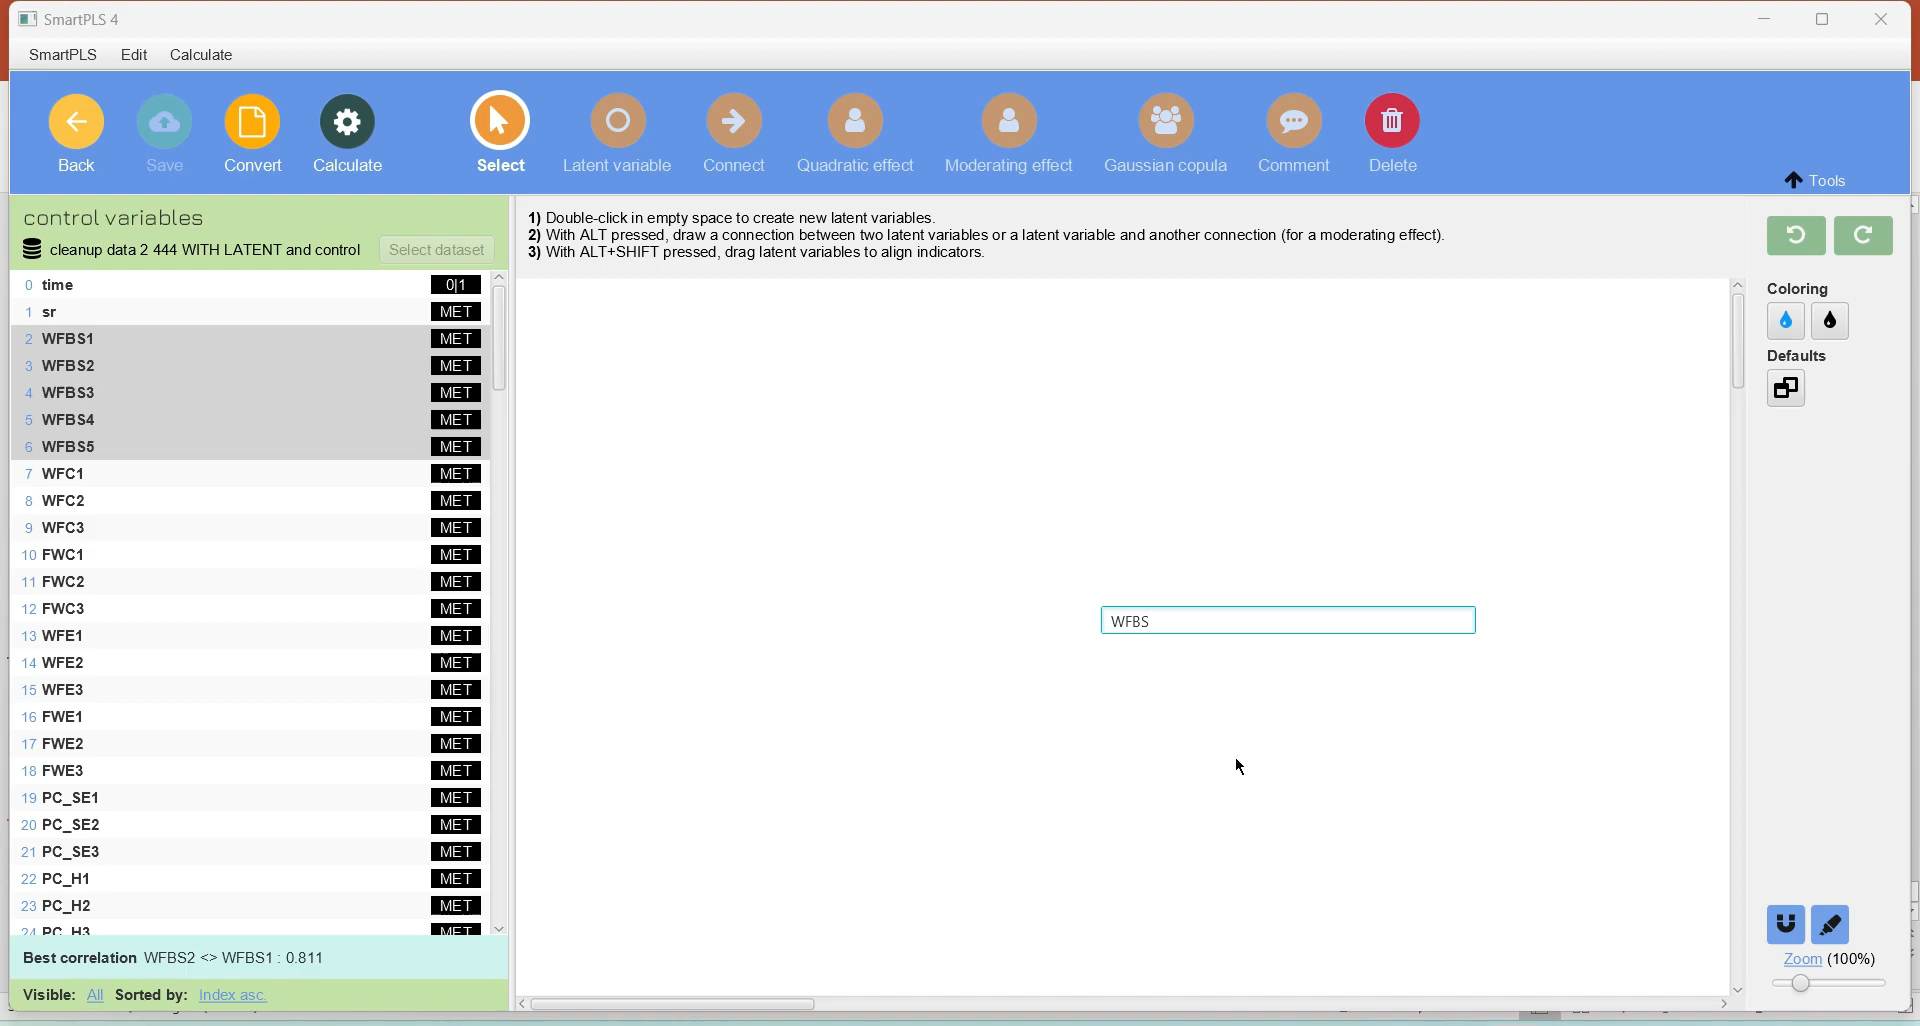 SmartPLS 4
SmartPLS Edit Calculate
Back Save Convert Calculate Select Latent variable Connect Quadratic effect Moderating effect Gaussian copula Comment Delete
Tools
control variables
cleanup data 2 444 WITH LATENT and control Select dataset
1) Double-click in empty space to create new latent variables.
2) With ALT pressed, draw a connection between two latent variables or a latent variable and another connection (for a moderating effect).
3) With ALT+SHIFT pressed, drag latent variables to align indicators.
0 time 0|1
1 sr MET
2 WFBS1 MET
3 WFBS2 MET
4 WFBS3 MET
5 WFBS4 MET
6 WFBS5 MET
7 WFC1 MET
8 WFC2 MET
9 WFC3 MET
10 FWC1 MET
11 FWC2 MET
12 FWC3 MET
13 WFE1 MET
14 WFE2 MET
15 WFE3 MET
16 FWE1 MET
17 FWE2 MET
18 FWE3 MET
19 PC_SE1 MET
20 PC_SE2 MET
21 PC_SE3 MET
22 PC_H1 MET
23 PC_H2 MET
24 PC_H3 MET
Best correlation WFBS2 <> WFBS1 : 0.811
Visible: All Sorted by: Index asc.
WFBS
Coloring
Defaults
Zoom (100%)